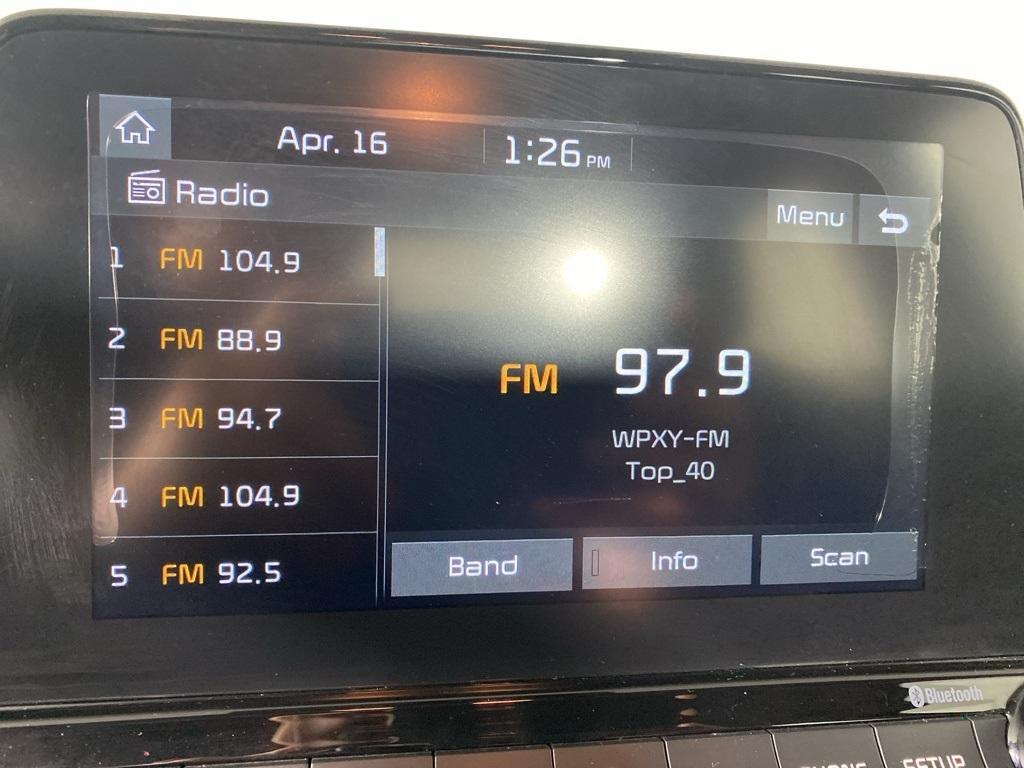 Apr. 16 1:26 PM
Radio
Menu
1 FM 104.9
2 FM 88.9
3 FM 94.7
4 FM 104.9
5 FM 92.5
FM 97.9
WPXY-FM
Top_40
Band Info Scan
Bluetooth
SETUP